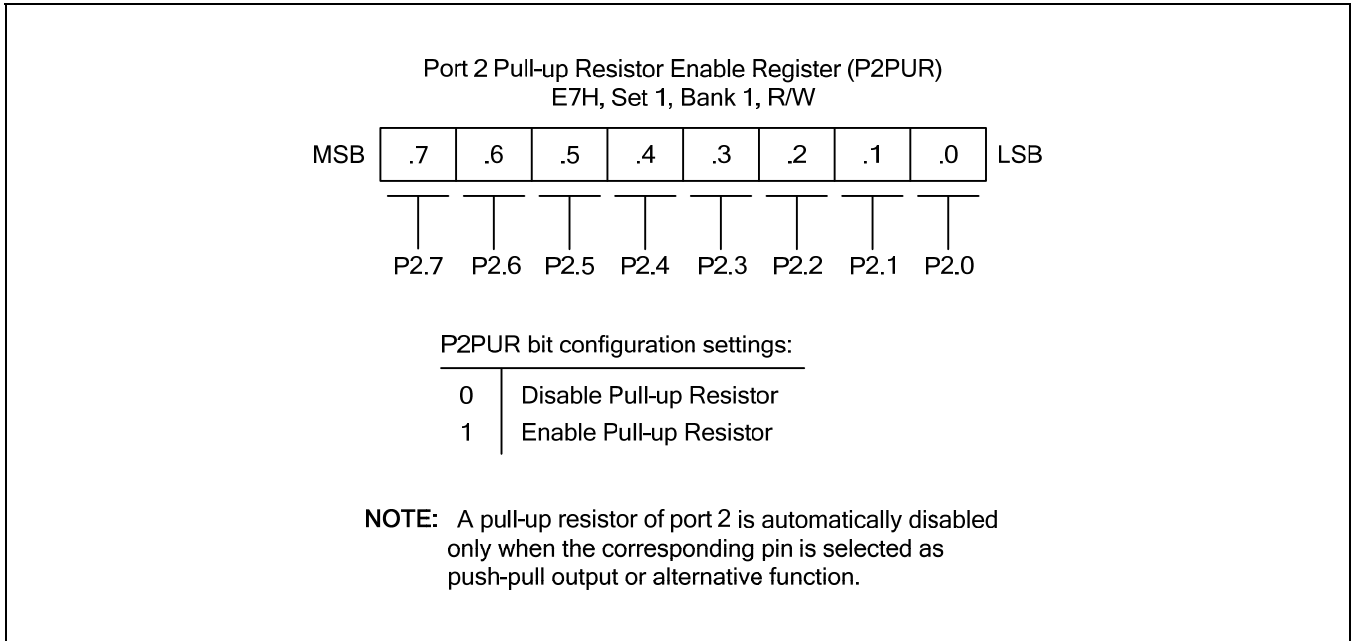 Port 2 Pull-up Resistor Enable Register (P2PUR)
E7H, Set 1, Bank 1, R/W
MSB .7 .6 .5 .4 .3 .2 .1 .0 LSB
P2.7 P2.6 P2.5 P2.4 P2.3 P2.2 P2.1 P2.0
P2PUR bit configuration settings:
0 Disable Pull-up Resistor
1 Enable Pull-up Resistor
NOTE: A pull-up resistor of port 2 is automatically disabled
only when the corresponding pin is selected as
push-pull output or alternative function.